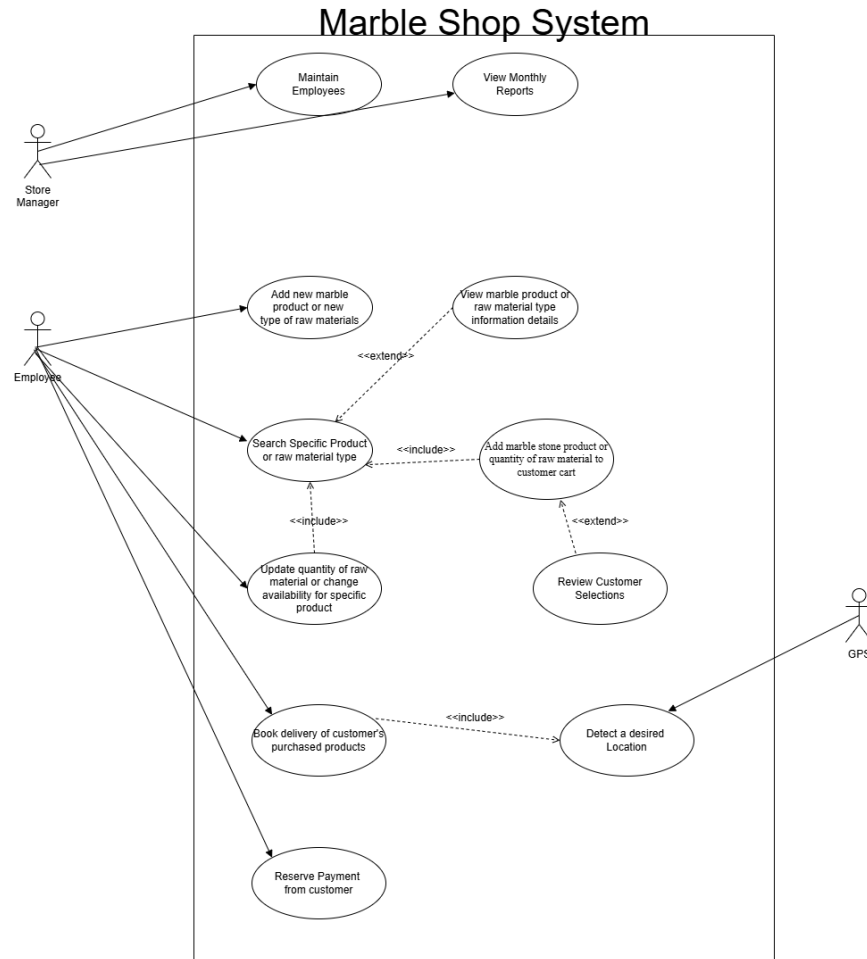 Marble Shop System
Maintain
Employees
View Monthly
Reports
Store
Manager
Add new marble
product or new
type of raw materials
View marble product or
raw material type
information details
Employee
<<extend>>
Search Specific Product
or raw material type
<<include>>
Add marble stone product or
quantity of raw material to
customer cart
<<include>>
<<extend>>
Update quantity of raw
material or change
availability for specific
product
Review Customer
Selections
GPS
<<include>>
Book delivery of customer's
purchased products
Detect a desired
Location
Reserve Payment
from customer